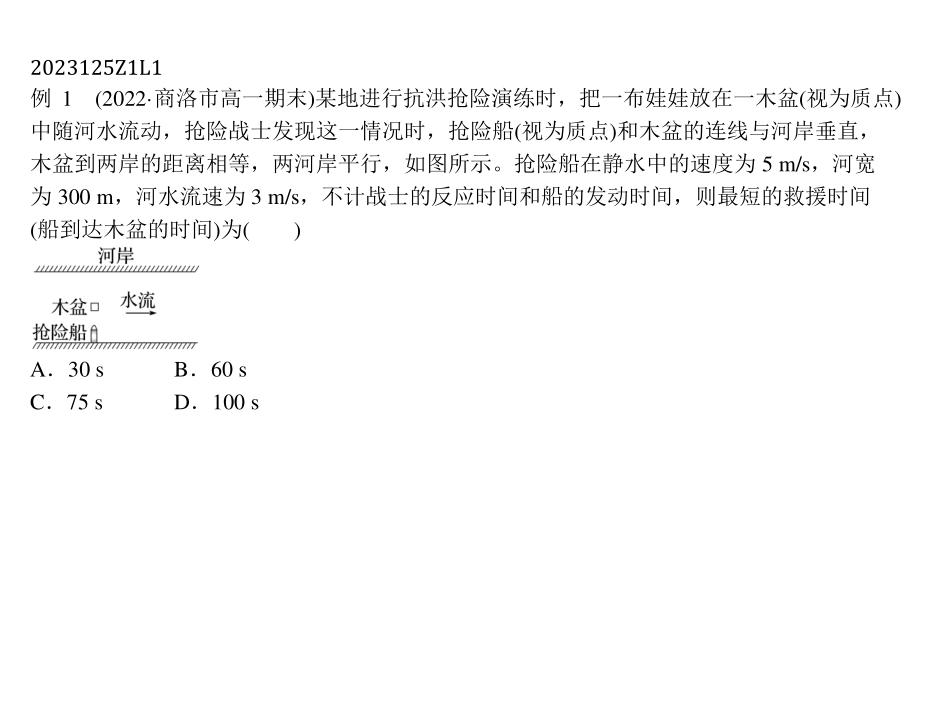 2023125Z1L1
例 1　(2022·商洛市高一期末)某地进行抗洪抢险演练时，把一布娃娃放在一木盆(视为质点)
中随河水流动，抢险战士发现这一情况时，抢险船(视为质点)和木盆的连线与河岸垂直，
木盆到两岸的距离相等，两河岸平行，如图所示。抢险船在静水中的速度为 5 m/s，河宽
为 300 m，河水流速为 3 m/s，不计战士的反应时间和船的发动时间，则最短的救援时间
(船到达木盆的时间)为(　　)
河岸
木盆 水流
抢险船
A．30 s　　　B．60 s
C．75 s　　　D．100 s